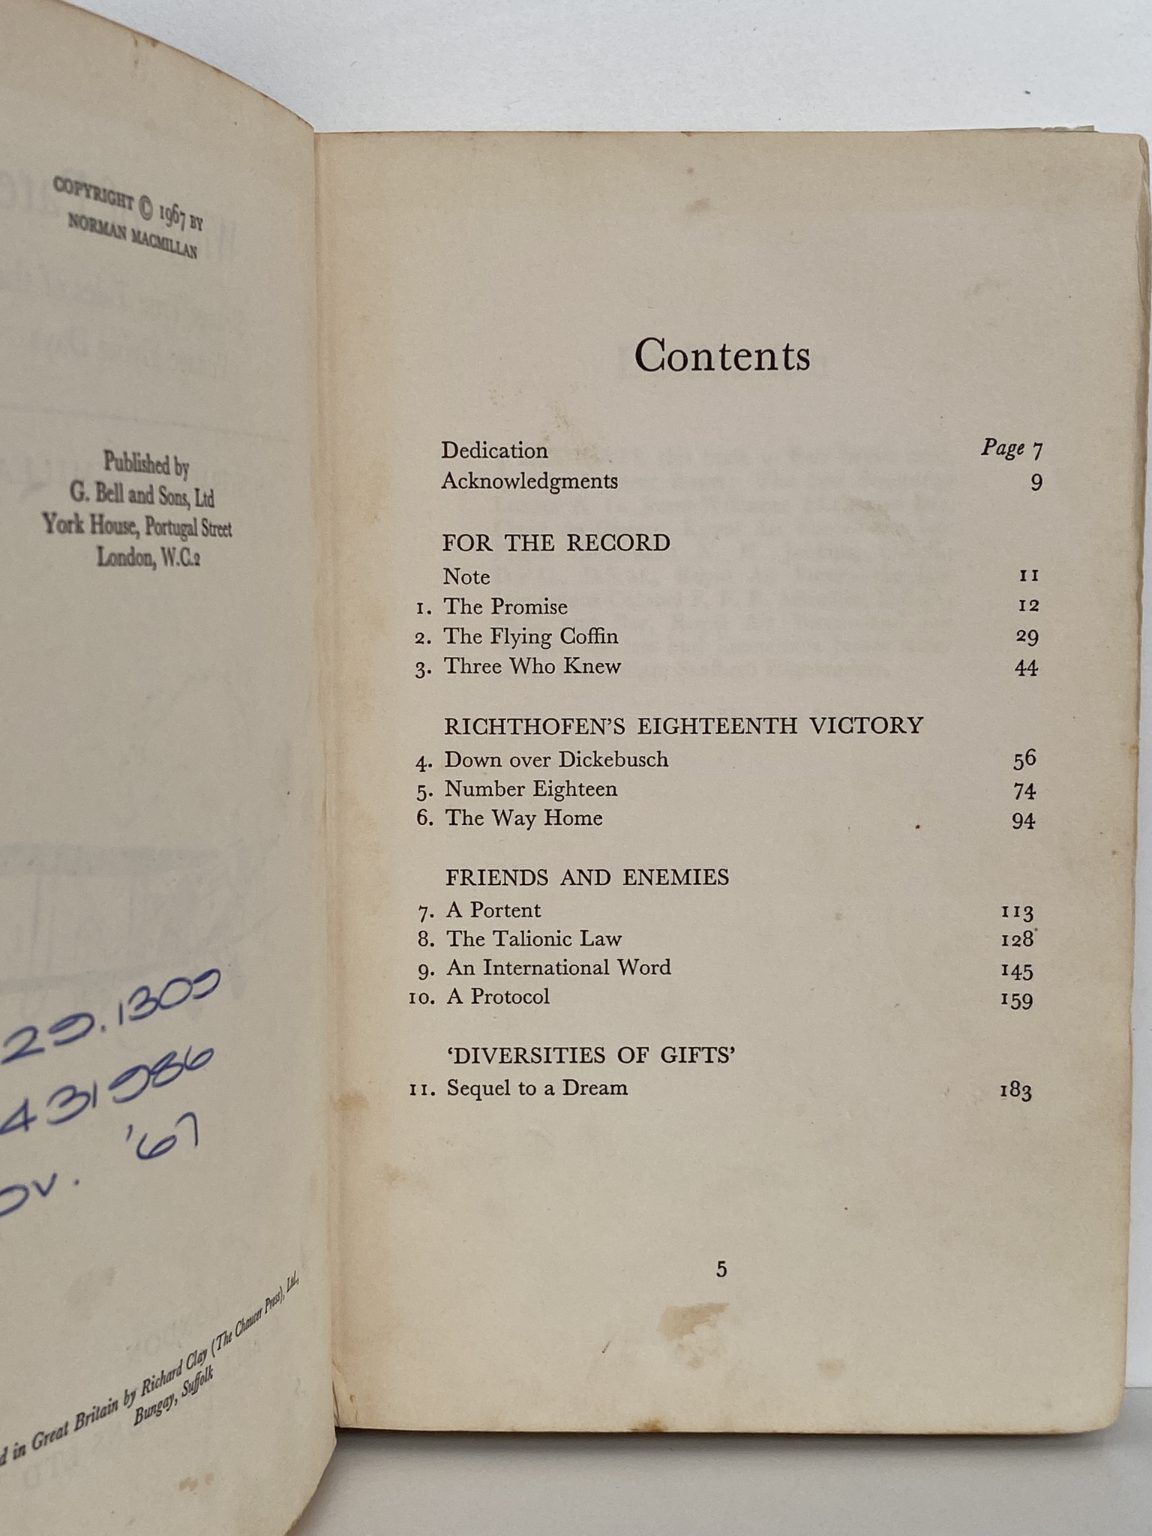 COPYRIGHT © 1967 BY
NORMAN MACMILLAN
Published by
G. Bell and Sons, Ltd
York House, Portugal Street
London, W.C.2
29.1309
431986
'67
in Great Britain by Richard Clay (The Chaucer Press), Ltd,
Bungay, Suffolk
Contents
Dedication Page 7
Acknowledgments 9
FOR THE RECORD
Note 11
1. The Promise 12
2. The Flying Coffin 29
3. Three Who Knew 44
RICHTHOFEN'S EIGHTEENTH VICTORY
4. Down over Dickebusch 56
5. Number Eighteen 74
6. The Way Home 94
FRIENDS AND ENEMIES
7. A Portent 113
8. The Talionic Law 128
9. An International Word 145
10. A Protocol 159
'DIVERSITIES OF GIFTS'
11. Sequel to a Dream 183
5